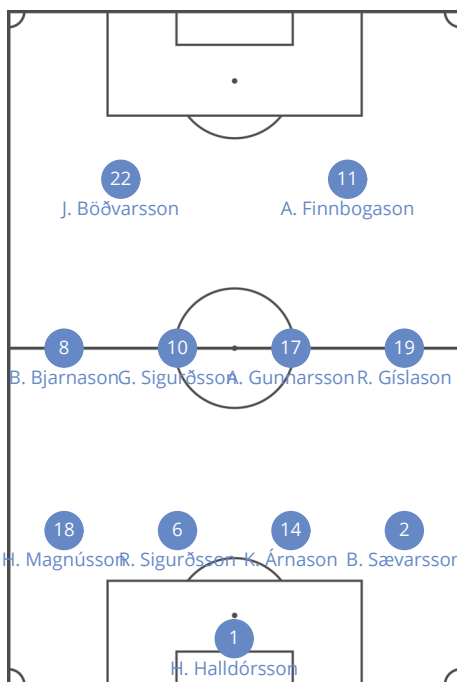 22 11
J. Böðvarsson A. Finnbogason
8 10 17 19
B. Bjarnason G. Sigurðsson A. Gunnarsson R. Gíslason
18 6 14 2
H. Magnússon R. Sigurðsson K. Árnason B. Sævarsson
1
H. Halldórsson